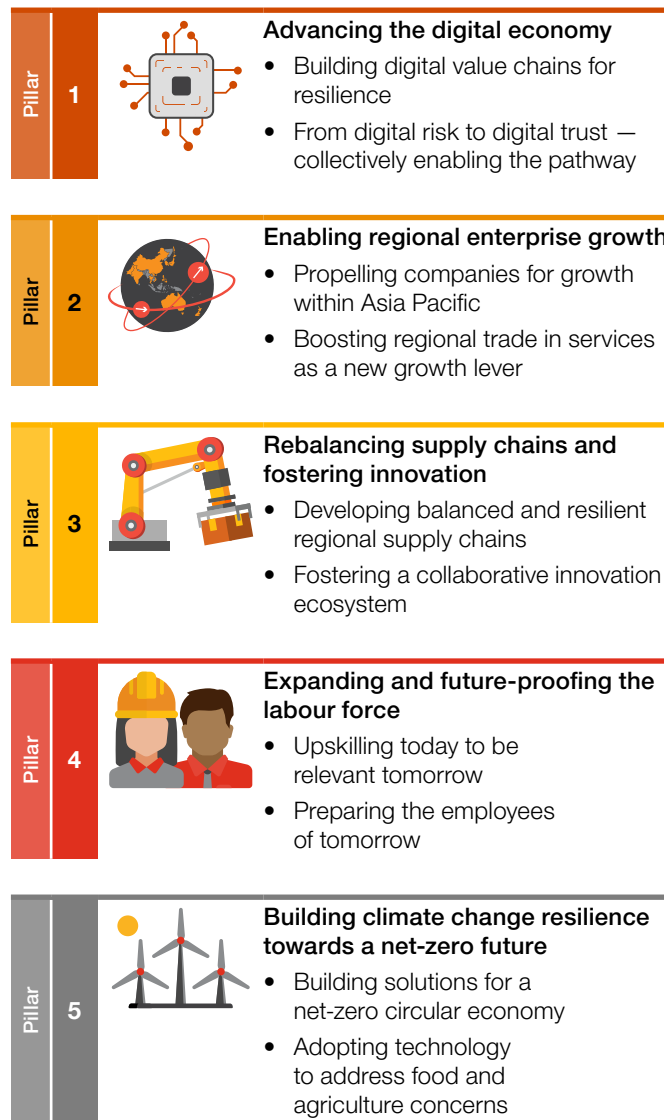 Pillar
1
Advancing the digital economy
• Building digital value chains for
resilience
• From digital risk to digital trust —
collectively enabling the pathway
Pillar
2
Enabling regional enterprise growth
• Propelling companies for growth
within Asia Pacific
• Boosting regional trade in services
as a new growth lever
Pillar
3
Rebalancing supply chains and
fostering innovation
• Developing balanced and resilient
regional supply chains
• Fostering a collaborative innovation
ecosystem
Pillar
4
Expanding and future-proofing the
labour force
• Upskilling today to be
relevant tomorrow
• Preparing the employees
of tomorrow
Pillar
5
Building climate change resilience
towards a net-zero future
• Building solutions for a
net-zero circular economy
• Adopting technology
to address food and
agriculture concerns